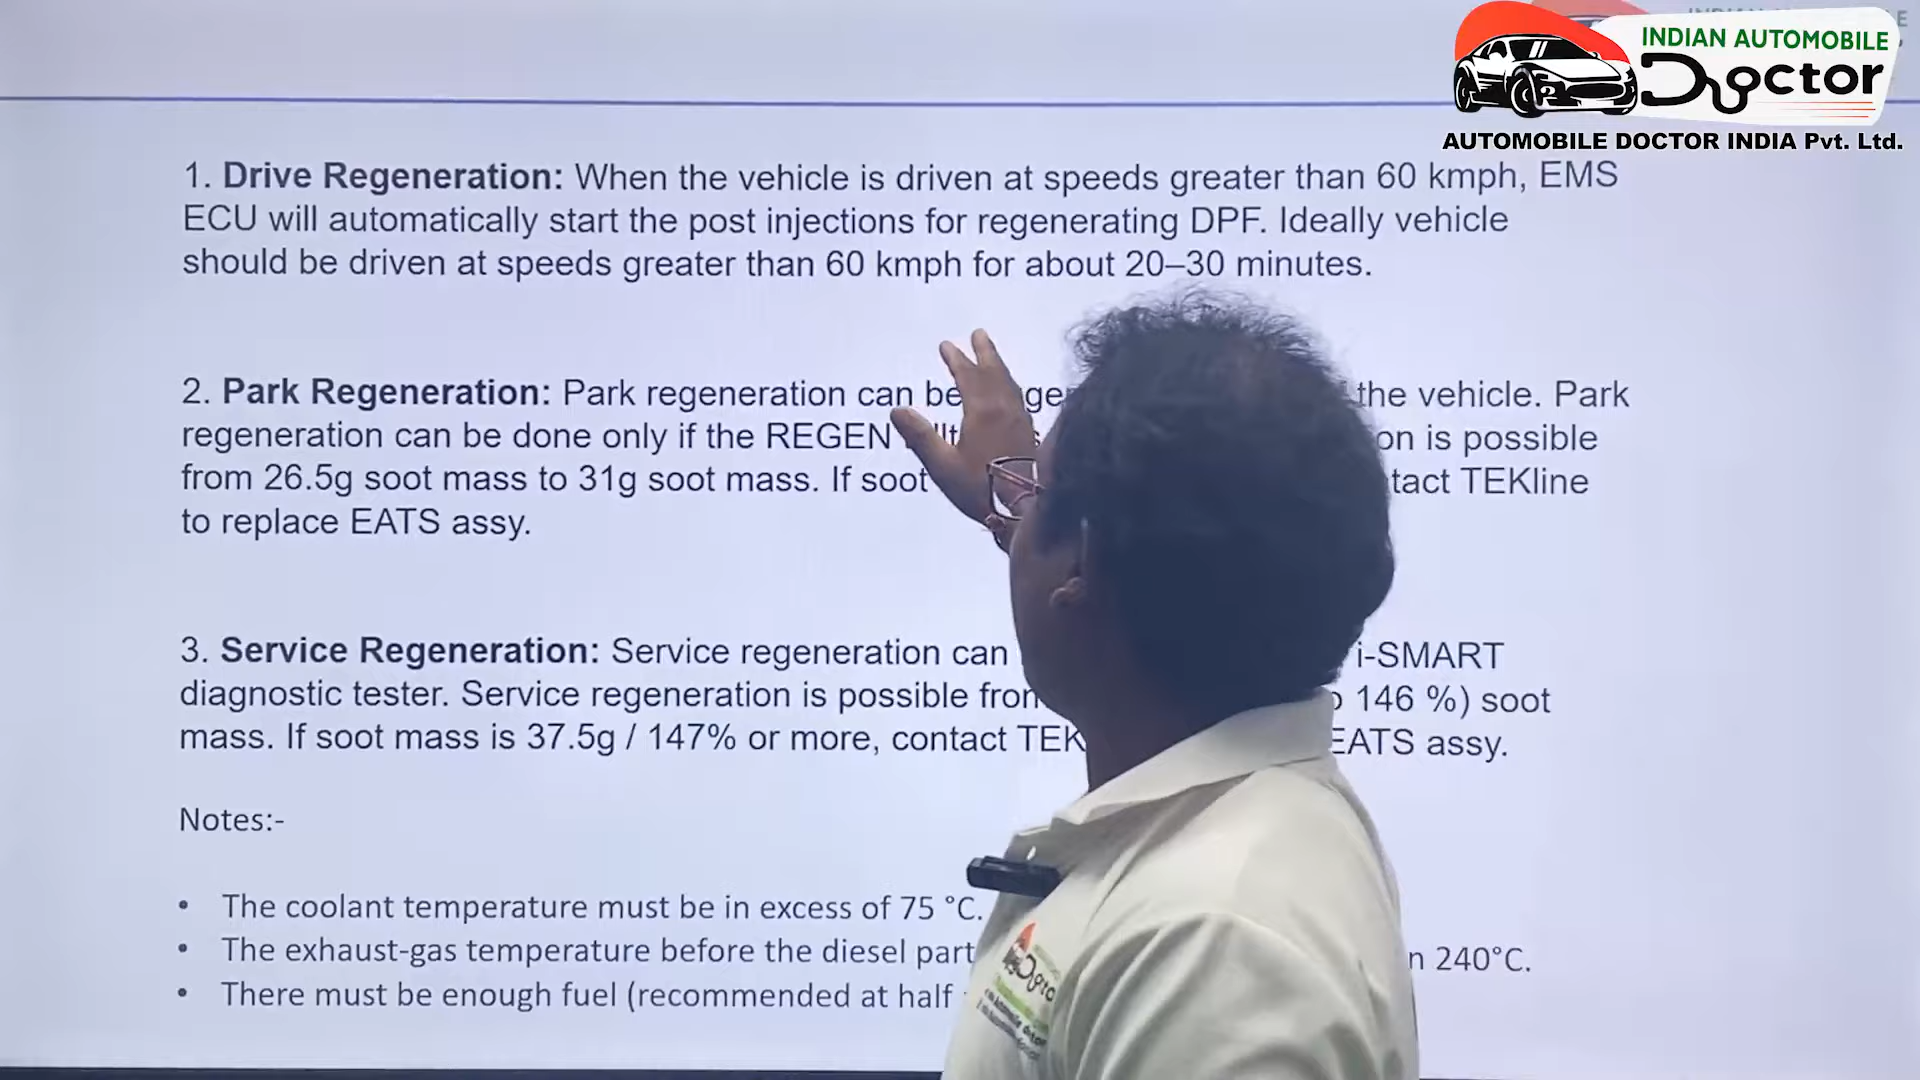 INDIAN AUTOMOBILE
Doctor
AUTOMOBILE DOCTOR INDIA Pvt. Ltd.
1. Drive Regeneration: When the vehicle is driven at speeds greater than 60 kmph, EMS
ECU will automatically start the post injections for regenerating DPF. Ideally vehicle
should be driven at speeds greater than 60 kmph for about 20–30 minutes.
2. Park Regeneration: Park regeneration can be the vehicle. Park
regeneration can be done only if the REGEN on is possible
from 26.5g soot mass to 31g soot mass. If soot tact TEKline
to replace EATS assy.
3. Service Regeneration: Service regeneration can i-SMART
diagnostic tester. Service regeneration is possible from 146 %) soot
mass. If soot mass is 37.5g / 147% or more, contact TEK EATS assy.
Notes:-
• The coolant temperature must be in excess of 75 °C.
• The exhaust-gas temperature before the diesel part n 240°C.
• There must be enough fuel (recommended at half